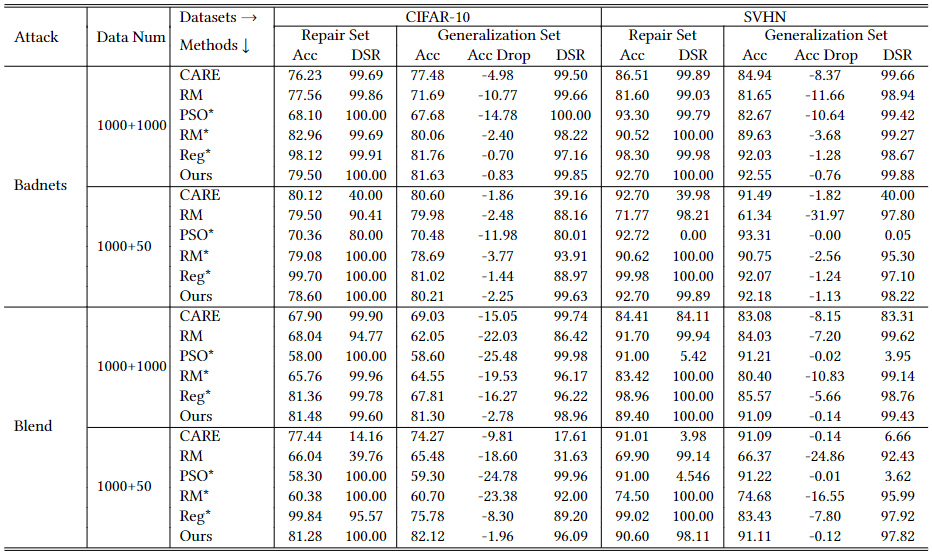 Attack Data Num Datasets → CIFAR-10 SVHN
Methods ↓ Repair Set Generalization Set Repair Set Generalization Set
Acc DSR Acc Acc Drop DSR Acc DSR Acc Acc Drop DSR
Badnets 1000+1000 CARE 76.23 99.69 77.48 -4.98 99.50 86.51 99.89 84.94 -8.37 99.66
RM 77.56 99.86 71.69 -10.77 99.66 81.60 99.03 81.65 -11.66 98.94
PSO* 68.10 100.00 67.68 -14.78 100.00 93.30 99.79 82.67 -10.64 99.42
RM* 82.96 99.69 80.06 -2.40 98.22 90.52 100.00 89.63 -3.68 99.27
Reg* 98.12 99.91 81.76 -0.70 97.16 98.30 99.98 92.03 -1.28 98.67
Ours 79.50 100.00 81.63 -0.83 99.85 92.70 100.00 92.55 -0.76 99.88
1000+50 CARE 80.12 40.00 80.60 -1.86 39.16 92.70 39.98 91.49 -1.82 40.00
RM 79.50 90.41 79.98 -2.48 88.16 71.77 98.21 61.34 -31.97 97.80
PSO* 70.36 80.00 70.48 -11.98 80.01 92.72 0.00 93.31 -0.00 0.05
RM* 79.08 100.00 78.69 -3.77 93.91 90.62 100.00 90.75 -2.56 95.30
Reg* 99.70 100.00 81.02 -1.44 88.97 99.98 100.00 92.07 -1.24 97.10
Ours 78.60 100.00 80.21 -2.25 99.63 92.70 99.89 92.18 -1.13 98.22
Blend 1000+1000 CARE 67.90 99.90 69.03 -15.05 99.74 84.41 84.11 83.08 -8.15 83.31
RM 68.04 94.77 62.05 -22.03 86.42 91.70 99.94 84.03 -7.20 99.62
PSO* 58.00 100.00 58.60 -25.48 99.98 91.00 5.42 91.21 -0.02 3.95
RM* 65.76 99.96 64.55 -19.53 96.17 83.42 100.00 80.40 -10.83 99.14
Reg* 81.36 99.78 67.81 -16.27 96.22 98.96 100.00 85.57 -5.66 98.76
Ours 81.48 99.60 81.30 -2.78 98.96 89.40 100.00 91.09 -0.14 99.43
1000+50 CARE 77.44 14.16 74.27 -9.81 17.61 91.01 3.98 91.09 -0.14 6.66
RM 66.04 39.76 65.48 -18.60 31.63 69.90 99.14 66.37 -24.86 92.43
PSO* 58.30 100.00 59.30 -24.78 99.96 91.00 4.546 91.22 -0.01 3.62
RM* 60.38 100.00 60.70 -23.38 92.00 74.50 100.00 74.68 -16.55 95.99
Reg* 99.84 95.57 75.78 -8.30 89.20 99.02 100.00 83.43 -7.80 97.92
Ours 81.28 100.00 82.12 -1.96 96.09 90.60 98.11 91.11 -0.12 97.82